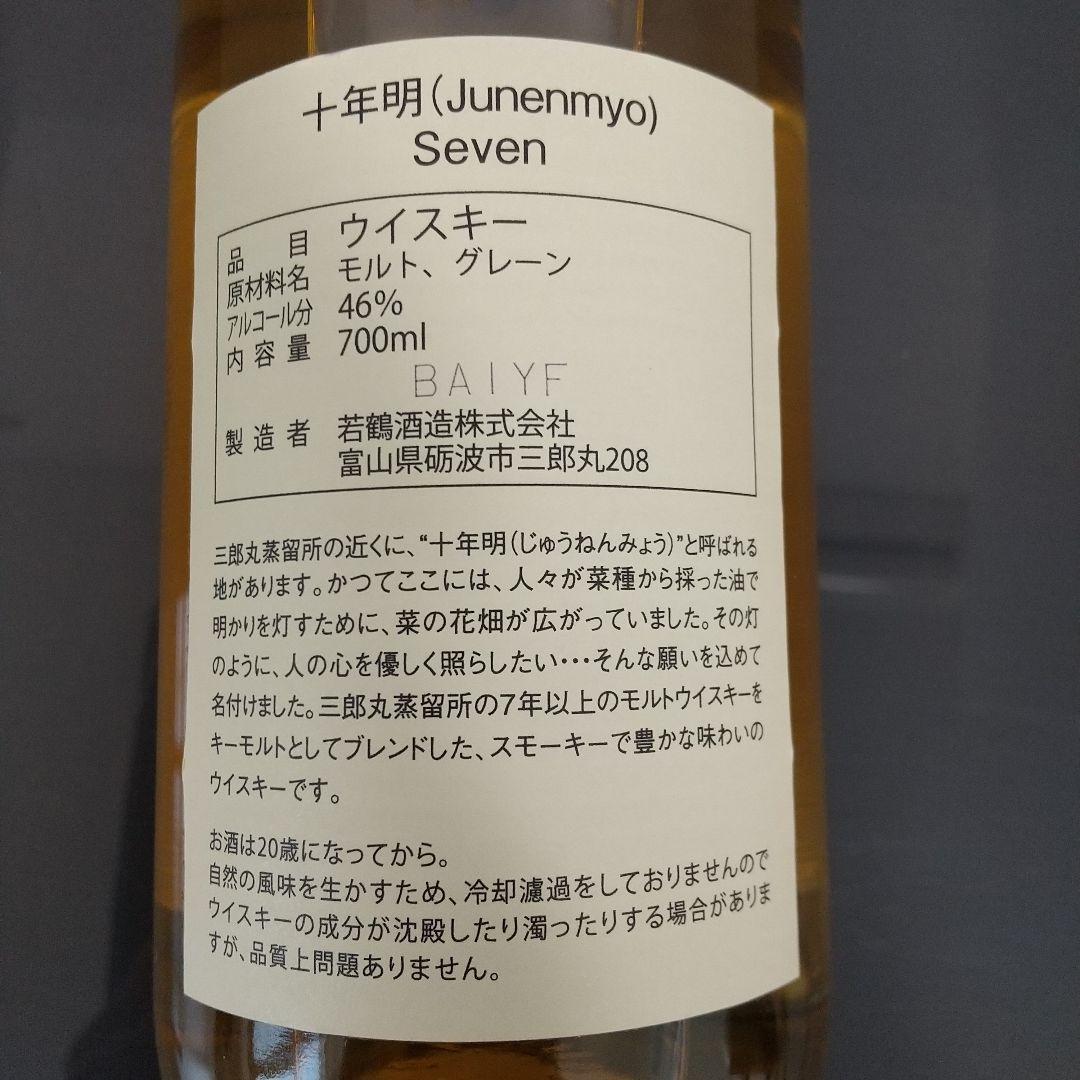 十年明(Junenmyo)
Seven
品目 ウイスキー
原材料名 モルト、グレーン
アルコール分 46%
内容量 700ml
BAIYF
製造者 若鶴酒造株式会社
富山県砺波市三郎丸208
三郎丸蒸留所の近くに、“十年明(じゅうねんみょう)”と呼ばれる
地があります。かつてここには、人々が菜種から採った油で
明かりを灯すために、菜の花畑が広がっていました。その灯
のように、人の心を優しく照らしたい・・・そんな願いを込めて
名付けました。三郎丸蒸留所の7年以上のモルトウイスキーを
キーモルトとしてブレンドした、スモーキーで豊かな味わいの
ウイスキーです。
お酒は20歳になってから。
自然の風味を生かすため、冷却濾過をしておりませんので
ウイスキーの成分が沈殿したり濁ったりする場合がありま
すが、品質上問題ありません。